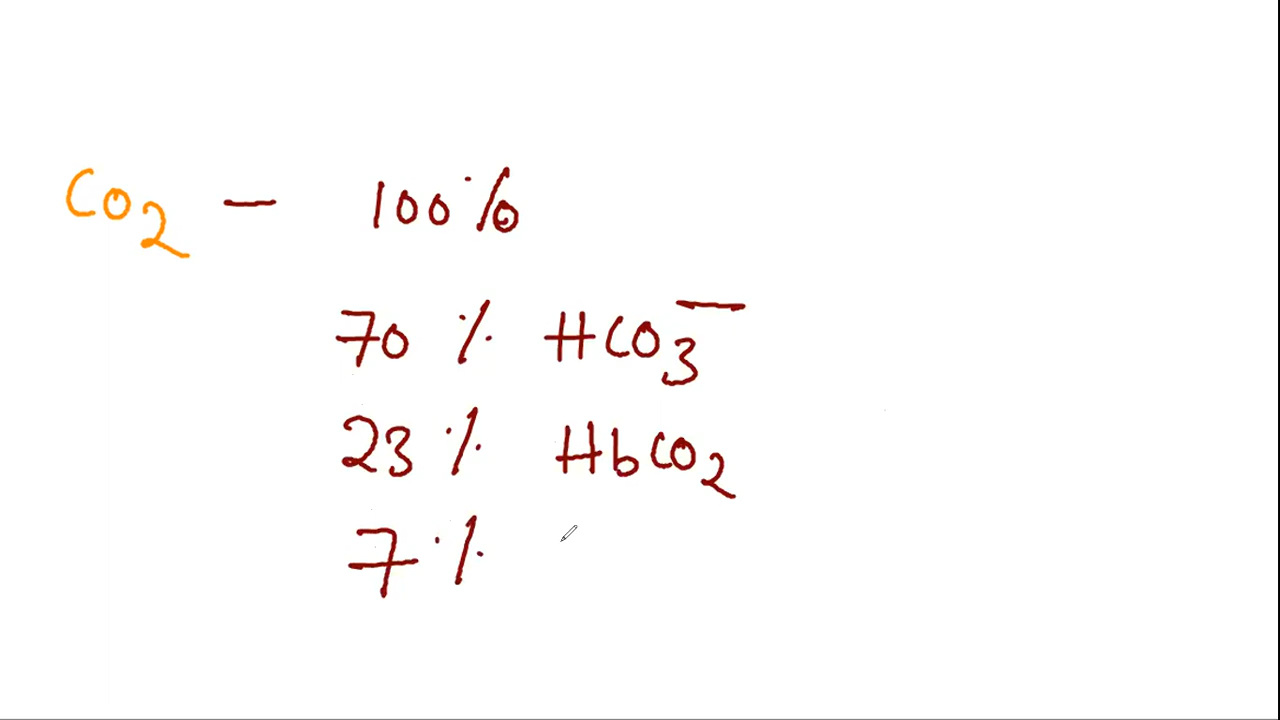 CO₂ — 100%
70 % HCO₃⁻
23 % HbCO₂
7 %